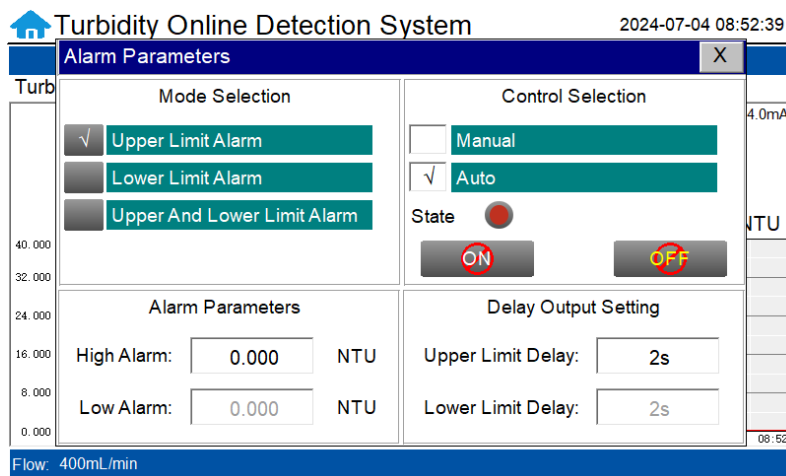 Turbidity Online Detection System 2024-07-04 08:52:39
Alarm Parameters X
Turb
Mode Selection
√ Upper Limit Alarm
Lower Limit Alarm
Upper And Lower Limit Alarm
Control Selection
Manual
√ Auto
State
ON OFF
4.0mA
NTU
40.000
32.000
24.000
16.000
8.000
0.000
Alarm Parameters
High Alarm: 0.000 NTU
Low Alarm: 0.000 NTU
Delay Output Setting
Upper Limit Delay: 2s
Lower Limit Delay: 2s
08:52
Flow: 400mL/min